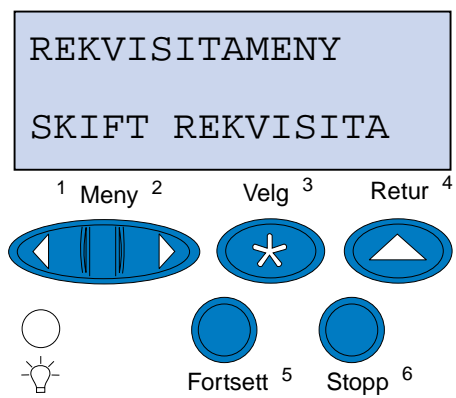 REKVISITAMENY
SKIFT REKVISITA
1 Meny 2 Velg 3 Retur 4
Fortsett 5 Stopp 6